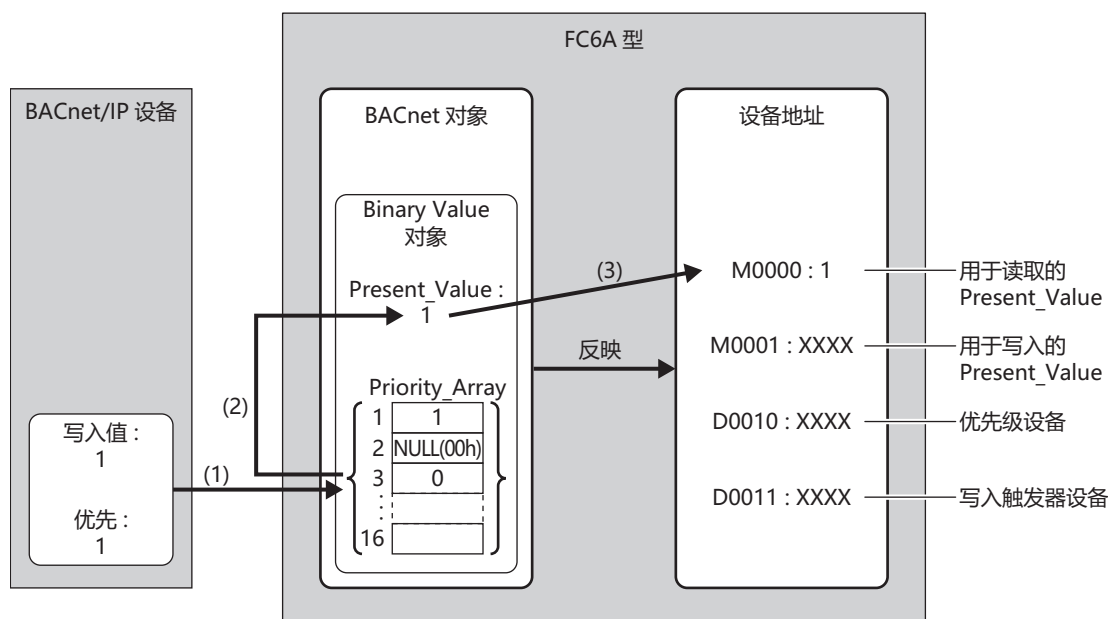 FC6A 型
BACnet/IP 设备
BACnet 对象
设备地址
Binary Value
对象
(3)
M0000 : 1
用于读取的
Present_Value
Present_Value :
1
反映
M0001 : XXXX
用于写入的
Present_Value
Priority_Array
(2)
1
1
D0010 : XXXX
优先级设备
写入值 :
1
2
NULL(00h)
(1)
3
0
D0011 : XXXX
写入触发器设备
优先 :
1
:
16